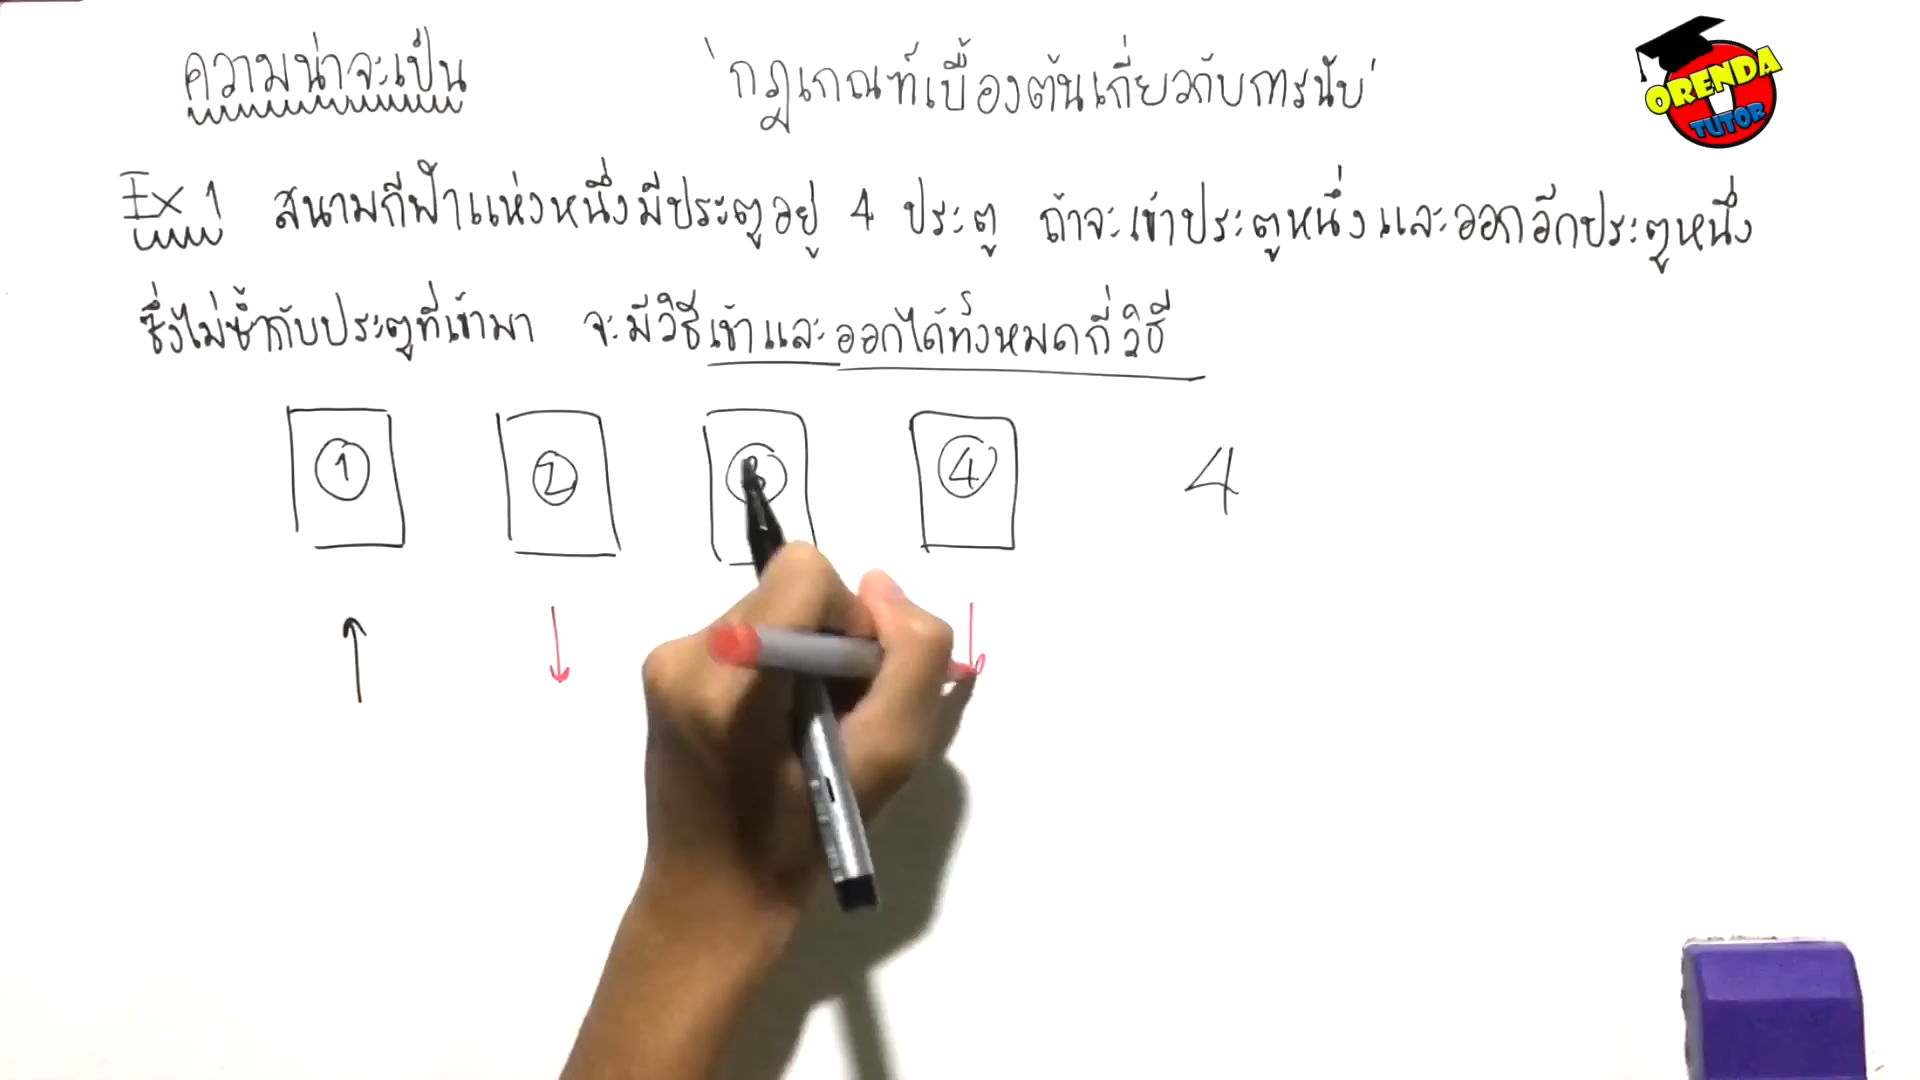 ความน่าจะเป็น
'กฎเกณฑ์เบื้องต้นเกี่ยวกับการนับ'
ORENDA
TUTOR
Ex 1 สนามกีฬาแห่งหนึ่งมีประตูอยู่ 4 ประตู ถ้าจะเข้าประตูหนึ่งและออกอีกประตูหนึ่ง
ซึ่งไม่ซ้ำกับประตูที่เข้ามา จะมีวิธีเข้าและออกได้ทั้งหมดกี่วิธี
1 2 3 4 4